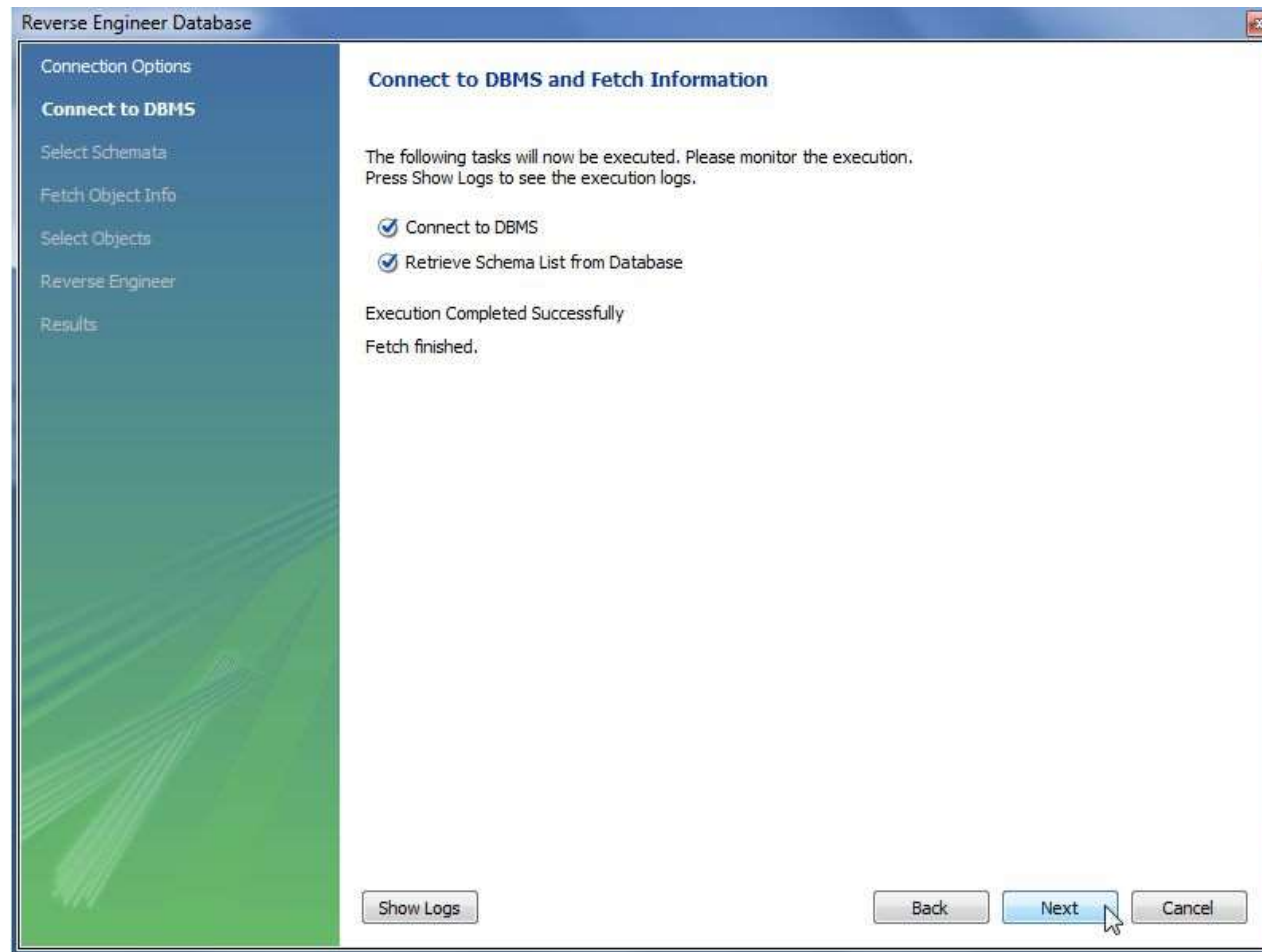 Reverse Engineer Database
Connection Options
Connect to DBMS
Select Schemata
Fetch Object Info
Select Objects
Reverse Engineer
Results
Connect to DBMS and Fetch Information
The following tasks will now be executed. Please monitor the execution.
Press Show Logs to see the execution logs.
Connect to DBMS
Retrieve Schema List from Database
Execution Completed Successfully
Fetch finished.
Show Logs
Back
Next
Cancel